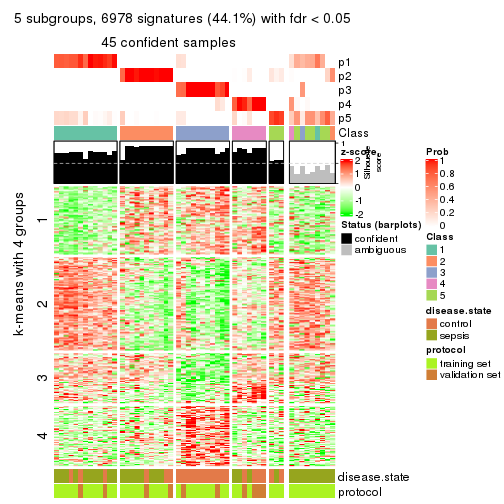 5 subgroups, 6978 signatures (44.1%) with fdr < 0.05
45 confident samples
p1
p2
p3
p4
p5
Class
1
0
Silhouette
score
k-means with 4 groups
1
2
3
4
disease.state
protocol
z-score
2
1
0
-1
-2
Status (barplots)
confident
ambiguous
Prob
1
0.8
0.6
0.4
0.2
0
Class
1
2
3
4
5
disease.state
control
sepsis
protocol
training set
validation set